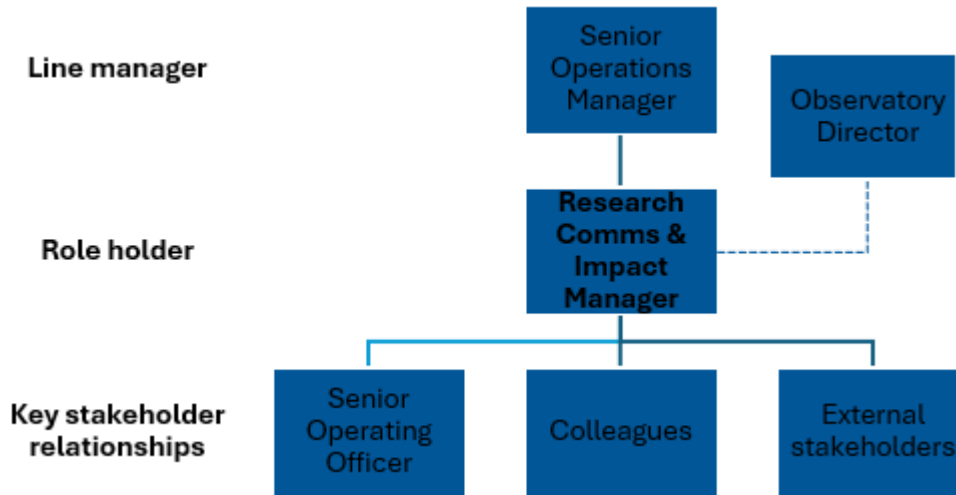 Line manager
Senior
Operations
Manager
Observatory
Director
Role holder
Research
Comms &
Impact
Manager
Key stakeholder
relationships
Senior
Operating
Officer
Colleagues
External
stakeholders